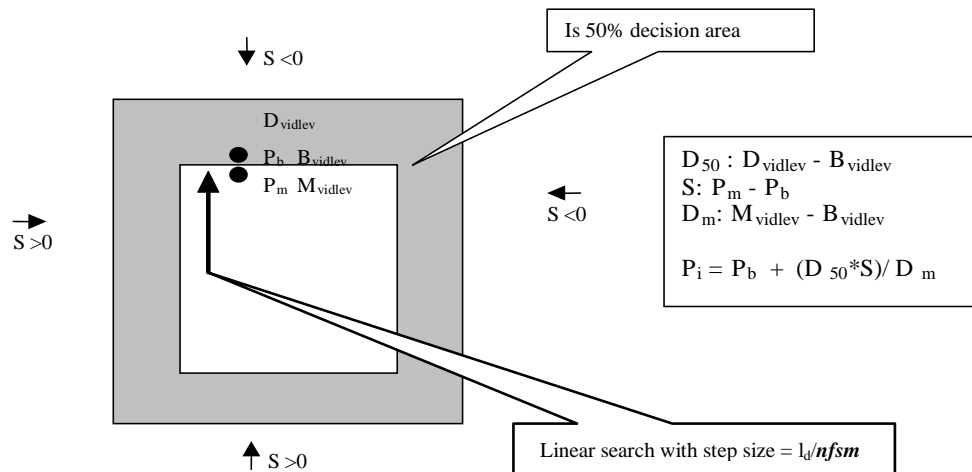 Is 50% decision area
S <0
D vidlev
P b B vidlev
P m M vidlev
S >0
S <0
D 50 : D vidlev - B vidlev
S: P m - P b
D m : M vidlev - B vidlev
P i = P b + (D 50 *S)/ D m
S >0
Linear search with step size = l d /nfsm